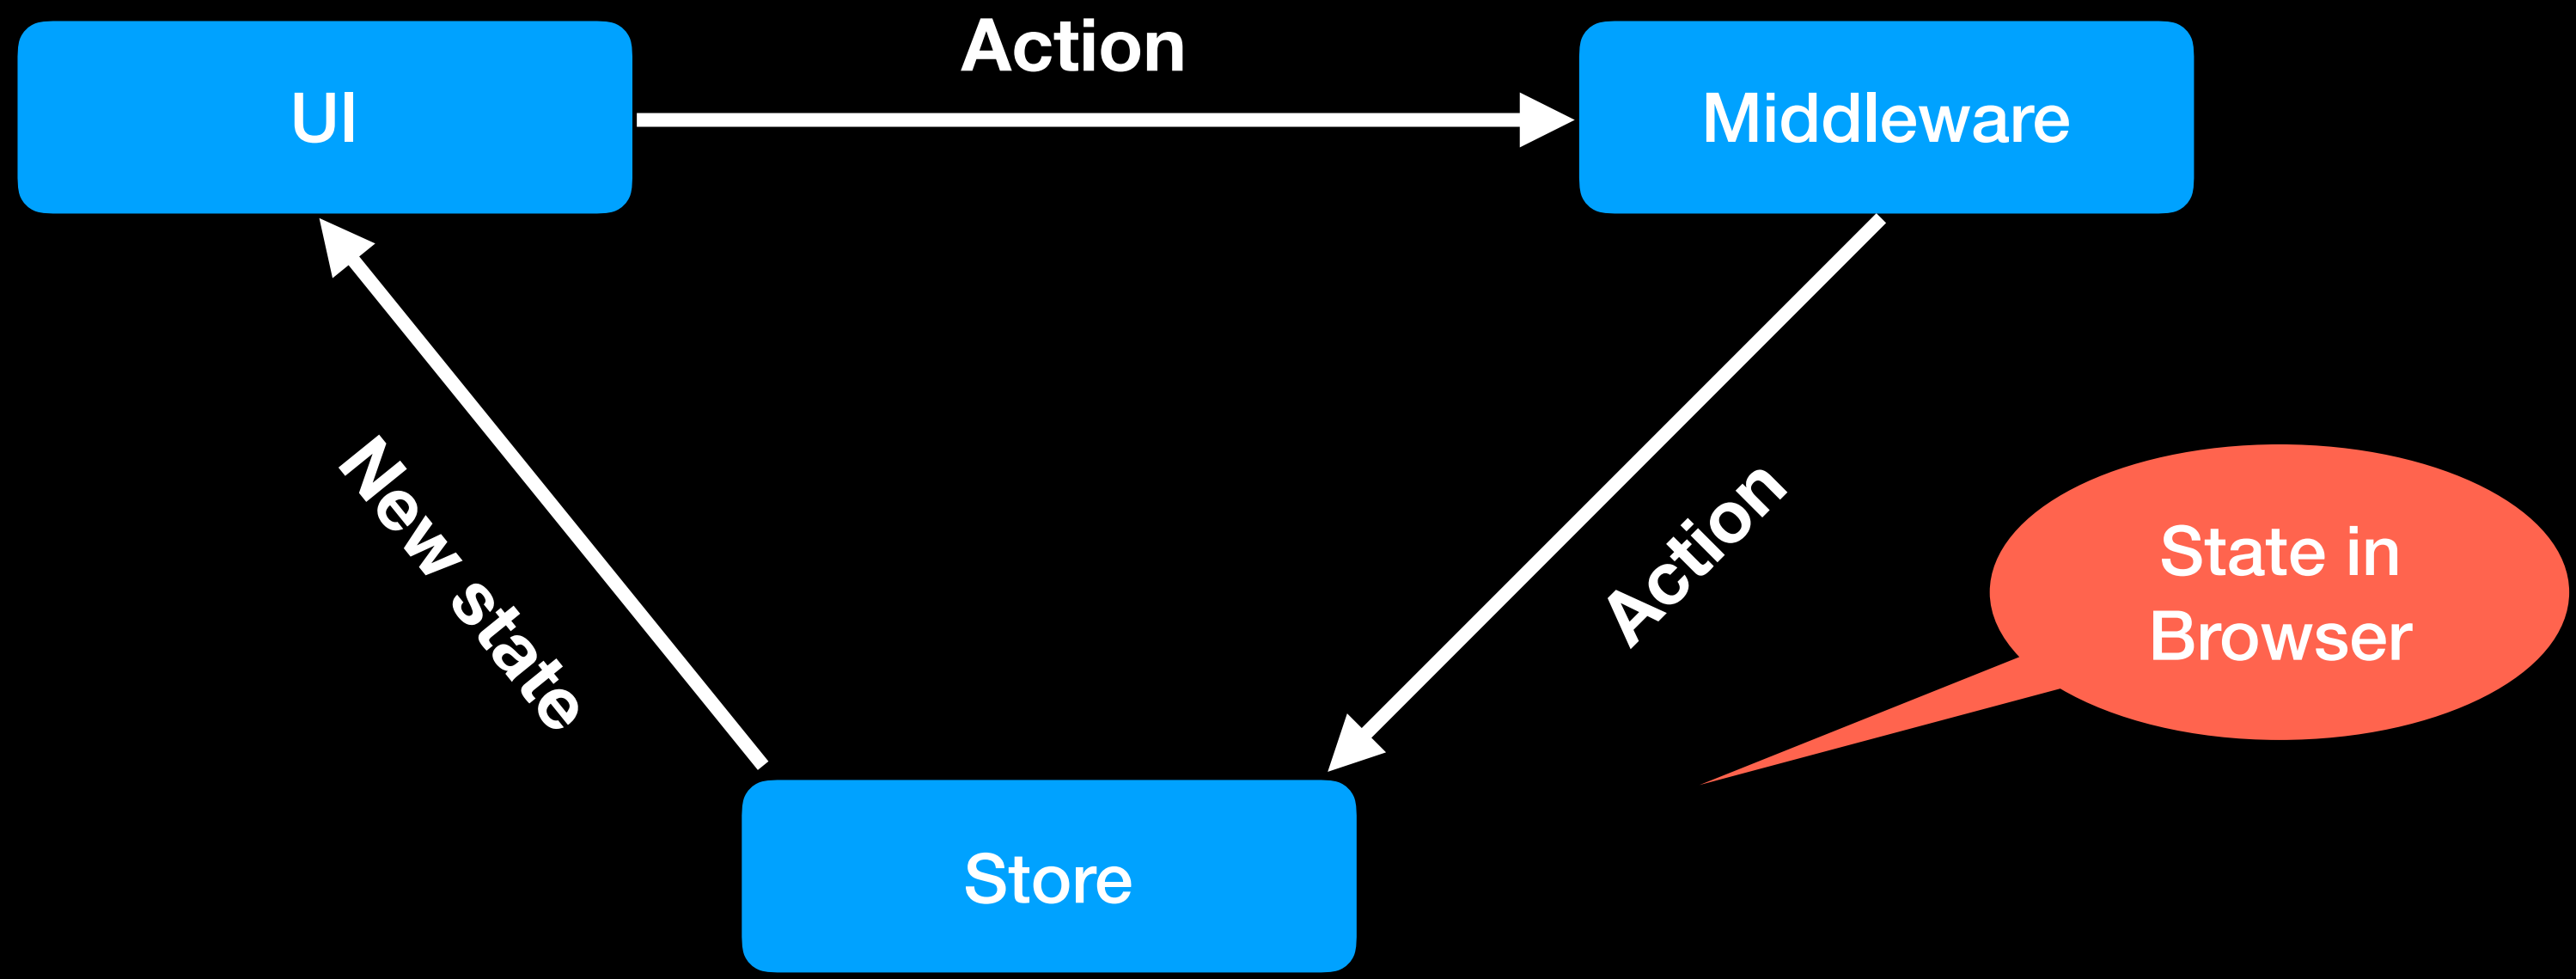 Action
UI
Middleware
New state
Action
State in
Browser
Store